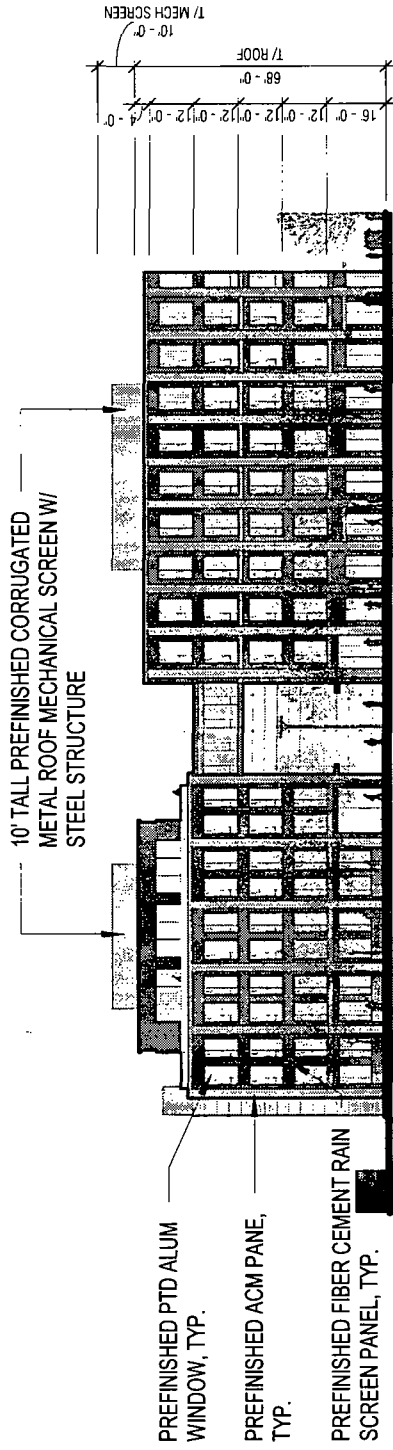 10' TALL PREFINISHED CORRUGATED
METAL ROOF MECHANICAL SCREEN W/
STEEL STRUCTURE
PREFINISHED PTD ALUM
WINDOW, TYP.
PREFINISHED ACM PANE,
TYP.
PREFINISHED FIBER CEMENT RAIN
SCREEN PANEL, TYP.
T/ MECH SCREEN
10' - 0"
T/ ROOF
68' - 0"
4' - 0"
12' - 0"
12' - 0"
12' - 0"
12' - 0"
16' - 0"